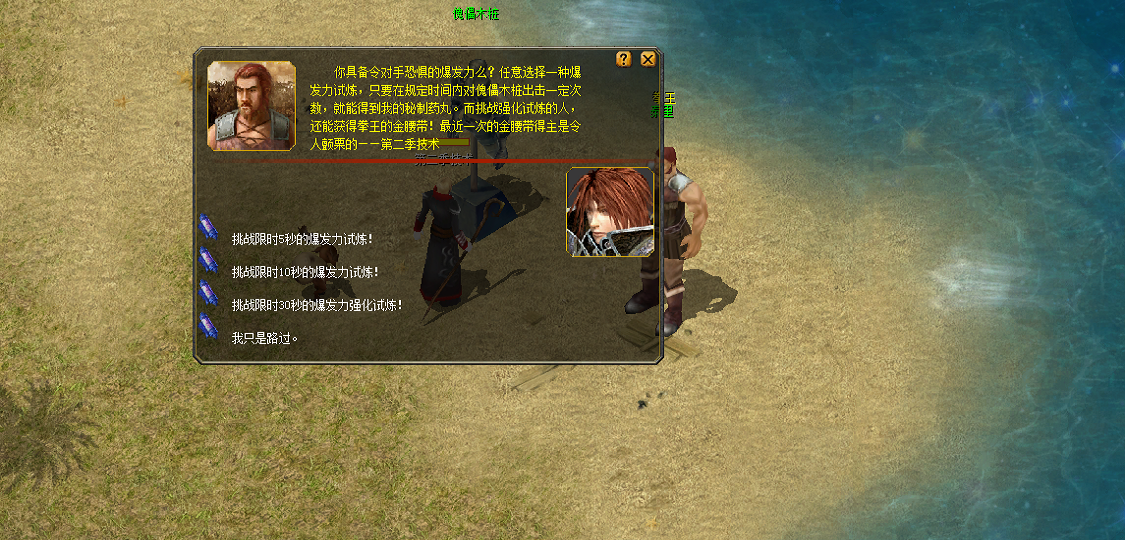 傀儡木桩
?
你具备令对手恐惧的爆发力么？任意选择一种爆
发力试炼，只要在规定时间内对傀儡木桩出击一定次
数，就能得到我的秘制药丸。而挑战强化试炼的人，
还能获得拳王的金腰带！最近一次的金腰带得主是令
人颤栗的——第二季技术
第二季技术
挑战限时5秒的爆发力试炼！
挑战限时10秒的爆发力试炼！
挑战限时30秒的爆发力强化试炼！
我只是路过。